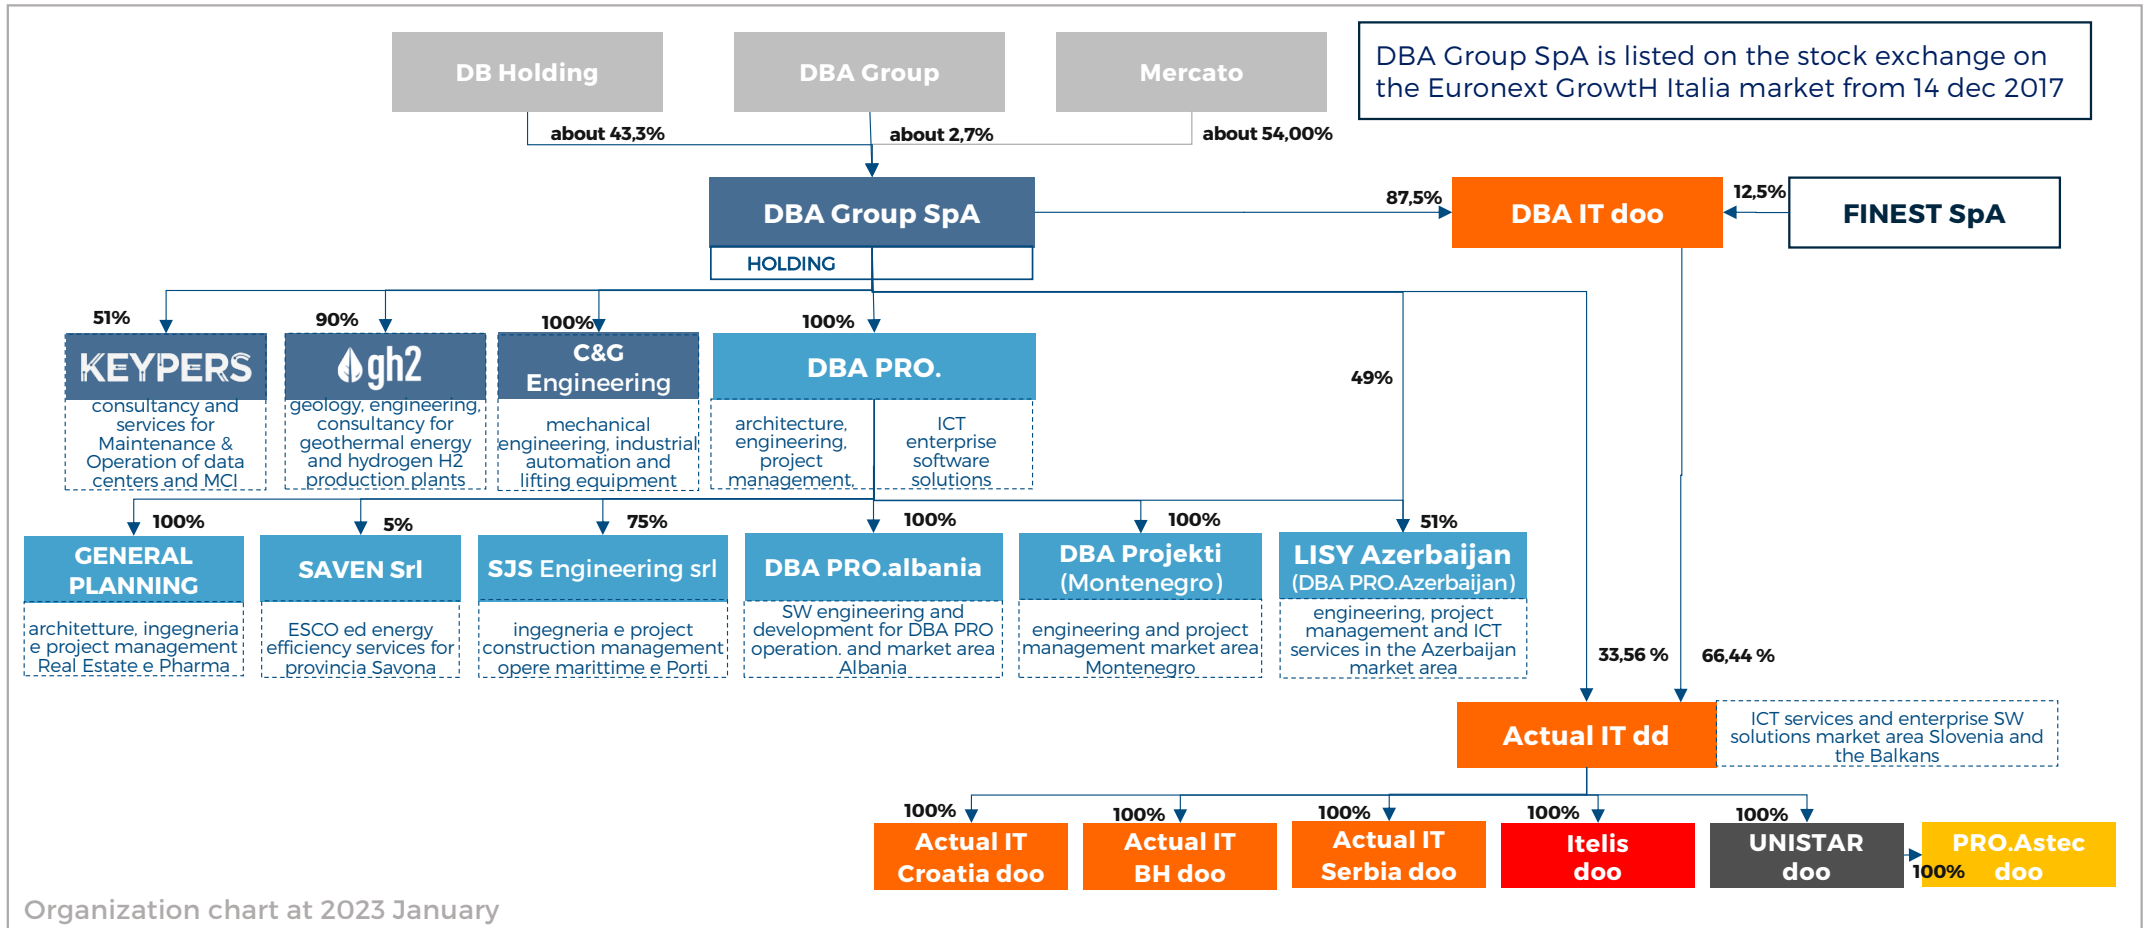 DB Holding
DBA Group
Mercato
DBA Group SpA is listed on the stock exchange on
the Euronext GrowtH Italia market from 14 dec 2017
about 43,3%
about 2,7%
about 54,00%
DBA Group SpA
HOLDING
87,5%
DBA IT doo
12,5%
FINEST SpA
51%
KEYPERS
consultancy and
services for
Maintenance &
Operation of data
centers and MCI
90%
gh2
geology, engineering,
consultancy for
geothermal energy
and hydrogen H2
production plants
100%
C&G
Engineering
mechanical
engineering, industrial
automation and
lifting equipment
100%
DBA PRO.
architecture,
engineering,
project
management,
ICT
enterprise
software
solutions
49%
100%
GENERAL
PLANNING
architetture, ingegneria
e project management
Real Estate e Pharma
5%
SAVEN Srl
ESCO ed energy
efficiency services for
provincia Savona
75%
SJS Engineering srl
ingegneria e project
construction management
opere marittime e Porti
100%
DBA PRO.albania
SW engineering and
development for DBA PRO
operation. and market area
Albania
100%
DBA Projekti
(Montenegro)
engineering and project
management market area
Montenegro
51%
LISY Azerbaijan
(DBA PRO.Azerbaijan)
engineering, project
management and ICT
services in the Azerbaijan
market area
33,56 %
66,44 %
Actual IT dd
ICT services and enterprise SW
solutions market area Slovenia and
the Balkans
100%
Actual IT
Croatia doo
100%
Actual IT
BH doo
100%
Actual IT
Serbia doo
100%
Itelis
doo
100%
UNISTAR
doo
100%
PRO.Astec
doo
Organization chart at 2023 January